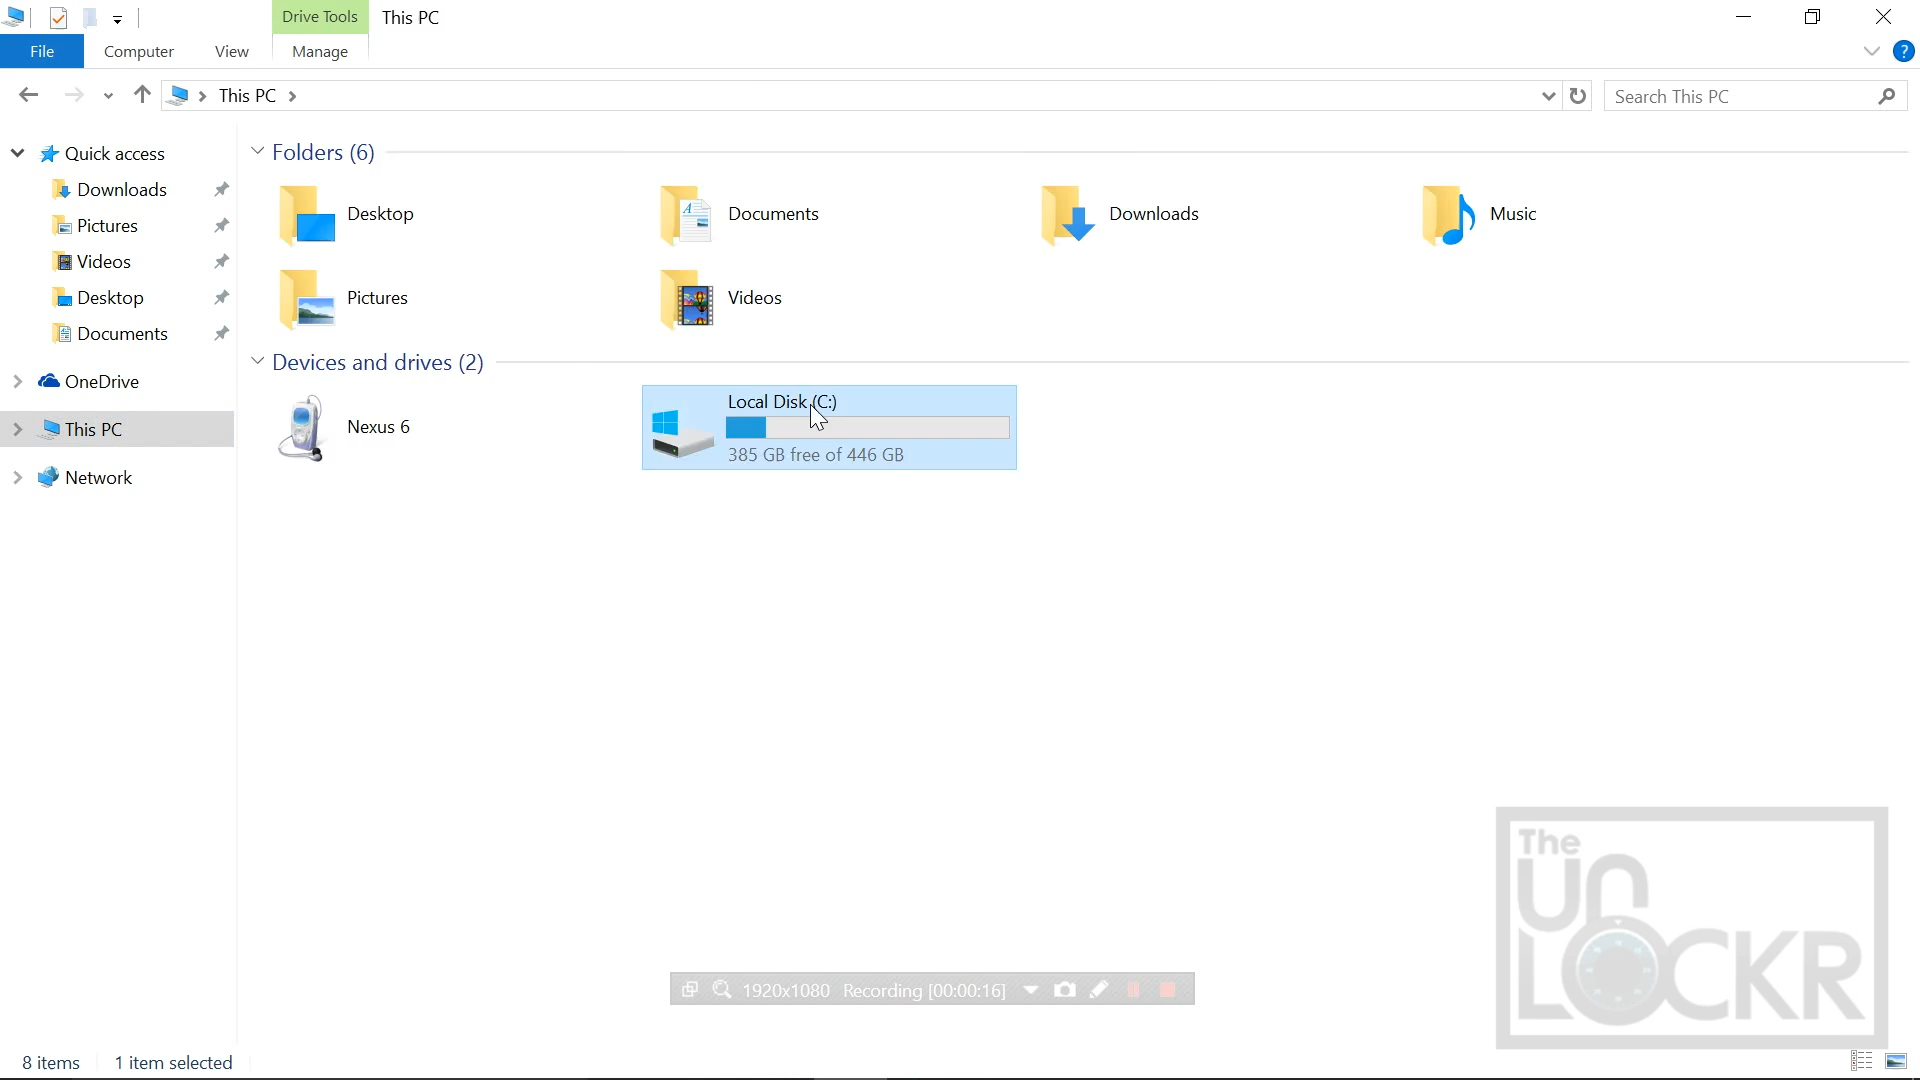 Drive Tools
This PC
File
Computer
View
Manage
?
This PC
Search This PC
Quick access
Downloads
Pictures
Videos
Desktop
Documents
OneDrive
This PC
Network
Folders (6)
Desktop
Documents
Downloads
Music
Pictures
Videos
Devices and drives (2)
Nexus 6
Local Disk (C:)
385 GB free of 446 GB
1920x1080 Recording [00:00:16]
The
UN
LOCKR
8 items
1 item selected